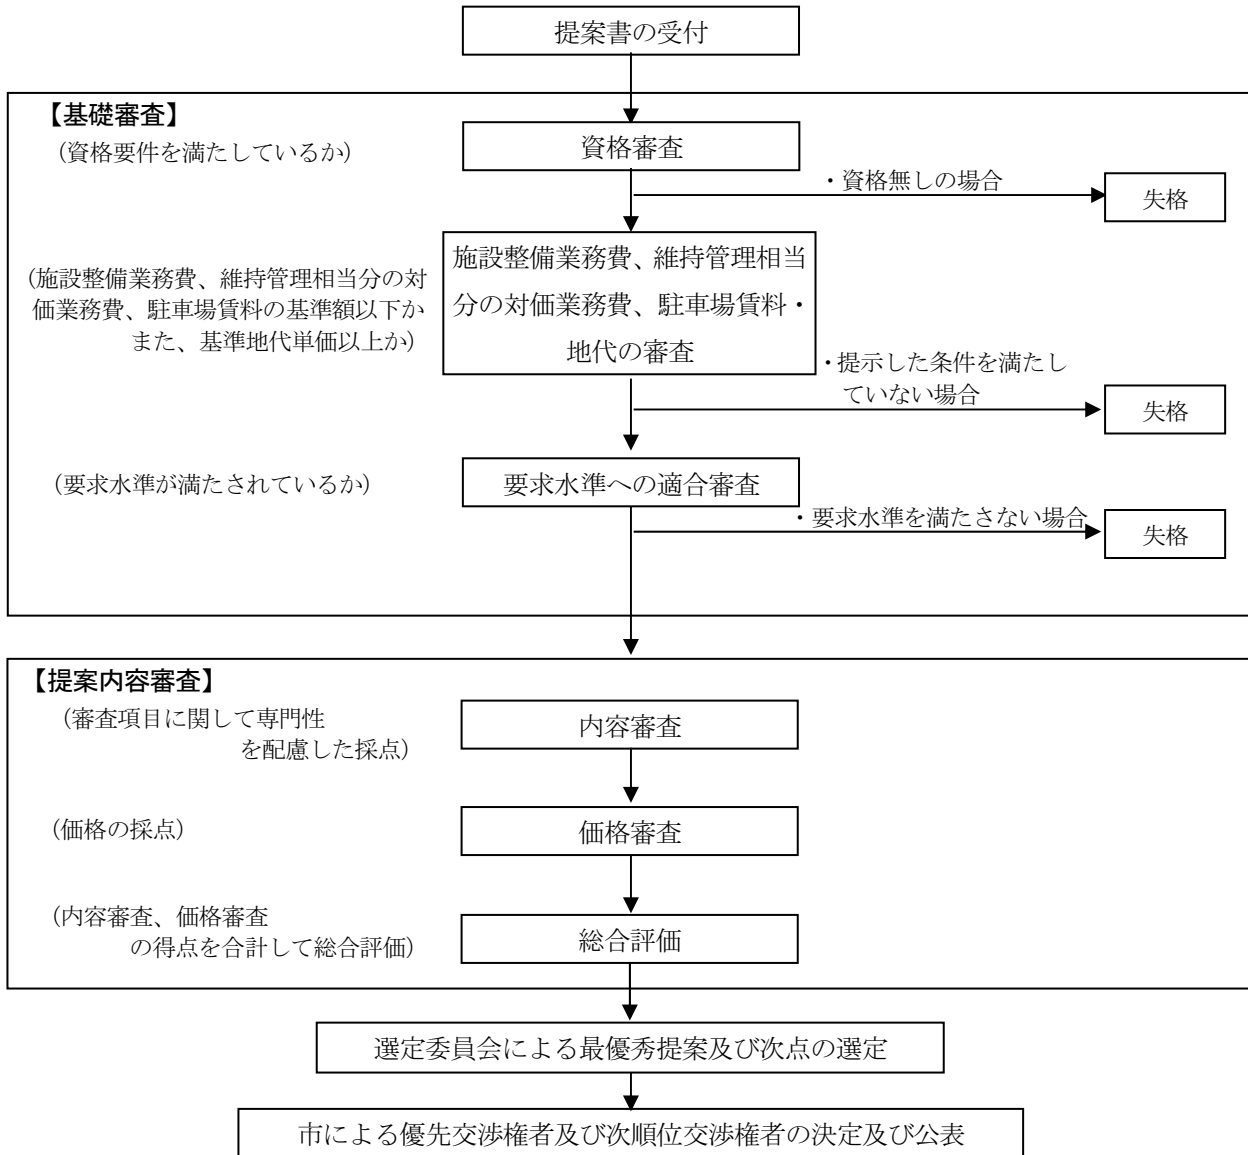 提案書の受付
【基礎審査】
（資格要件を満たしているか）
資格審査
・資格無しの場合
失格
（施設整備業務費、維持管理相当分の対
価業務費、駐車場賃料の基準額以下か
また、基準地代単価以上か）
施設整備業務費、維持管理相当
分の対価業務費、駐車場賃料・
地代の審査
・提示した条件を満たし
ていない場合
失格
（要求水準が満たされているか）
要求水準への適合審査
・要求水準を満たさない場合
失格
【提案内容審査】
（審査項目に関して専門性
を配慮した採点）
内容審査
（価格の採点）
価格審査
（内容審査、価格審査
の得点を合計して総合評価）
総合評価
選定委員会による最優秀提案及び次点の選定
市による優先交渉権者及び次順位交渉権者の決定及び公表